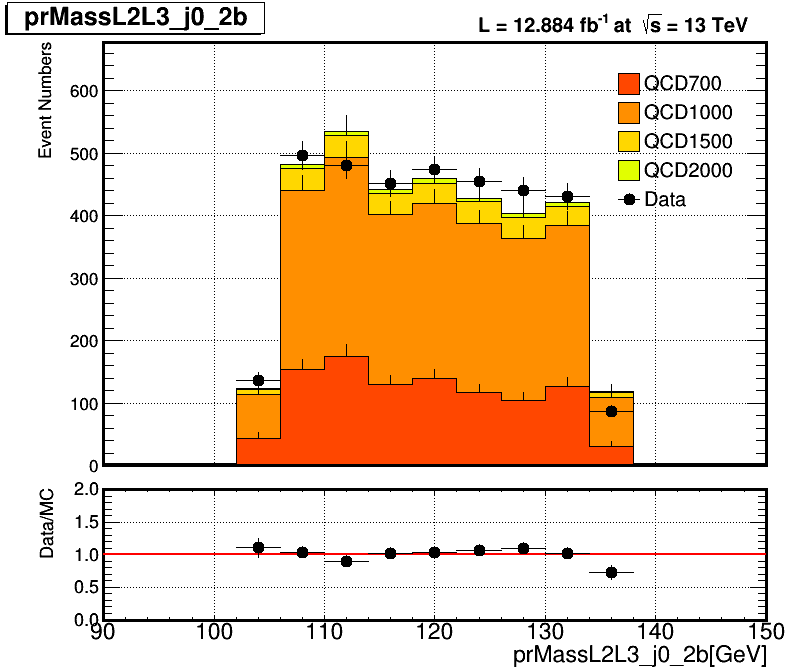 prMassL2L3_j0_2b
L = 12.884 fb-1 at √s = 13 TeV
Event Numbers
600
500
400
300
200
100
0
QCD700
QCD1000
QCD1500
QCD2000
Data
Data/MC
2.0
1.5
1.0
0.5
0.0
90 100 110 120 130 140 150
prMassL2L3_j0_2b[GeV]